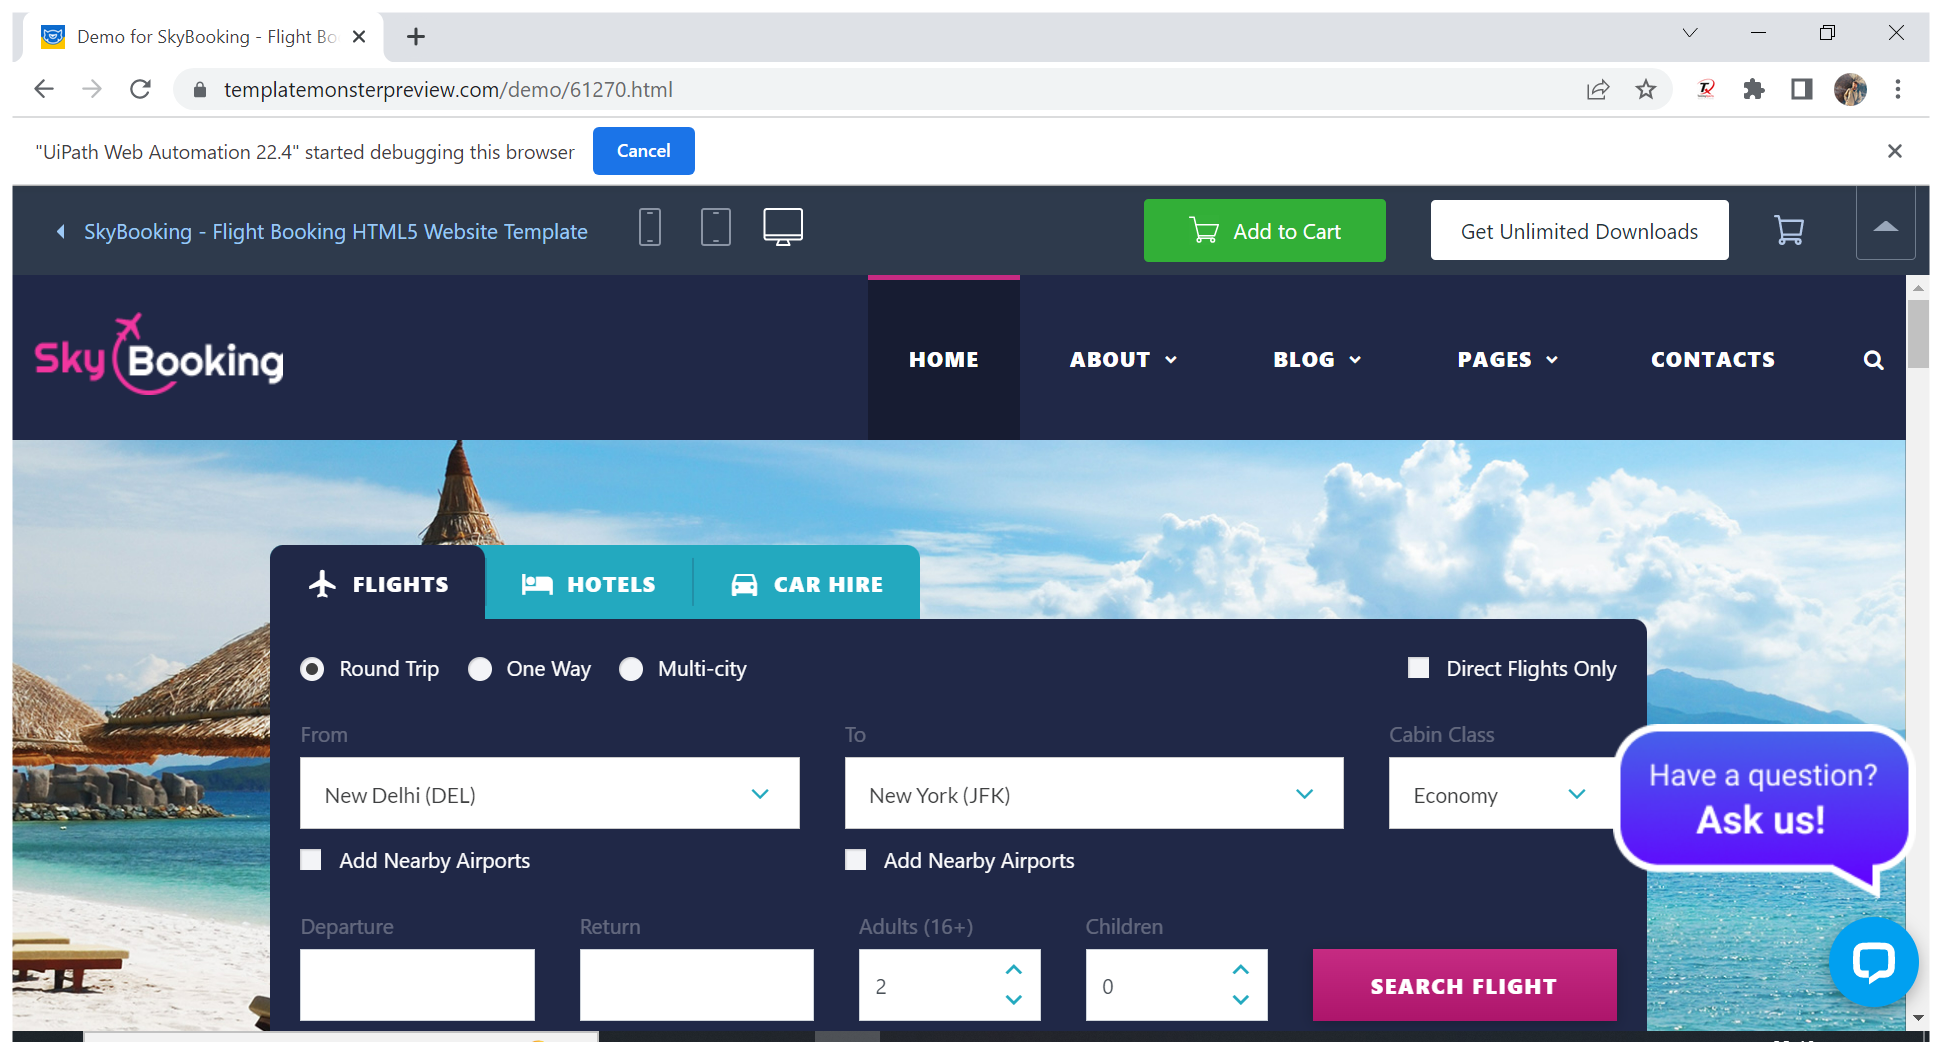 Demo for SkyBooking - Flight Bo
templatemonsterpreview.com/demo/61270.html
"UiPath Web Automation 22.4" started debugging this browser Cancel
SkyBooking - Flight Booking HTML5 Website Template Add to Cart Get Unlimited Downloads
Sky Booking HOME ABOUT BLOG PAGES CONTACTS
FLIGHTS HOTELS CAR HIRE
Round Trip One Way Multi-city Direct Flights Only
From To Cabin Class
New Delhi (DEL) New York (JFK) Economy
Have a question?
Ask us!
Add Nearby Airports Add Nearby Airports
Departure Return Adults (16+) Children
2 0 SEARCH FLIGHT